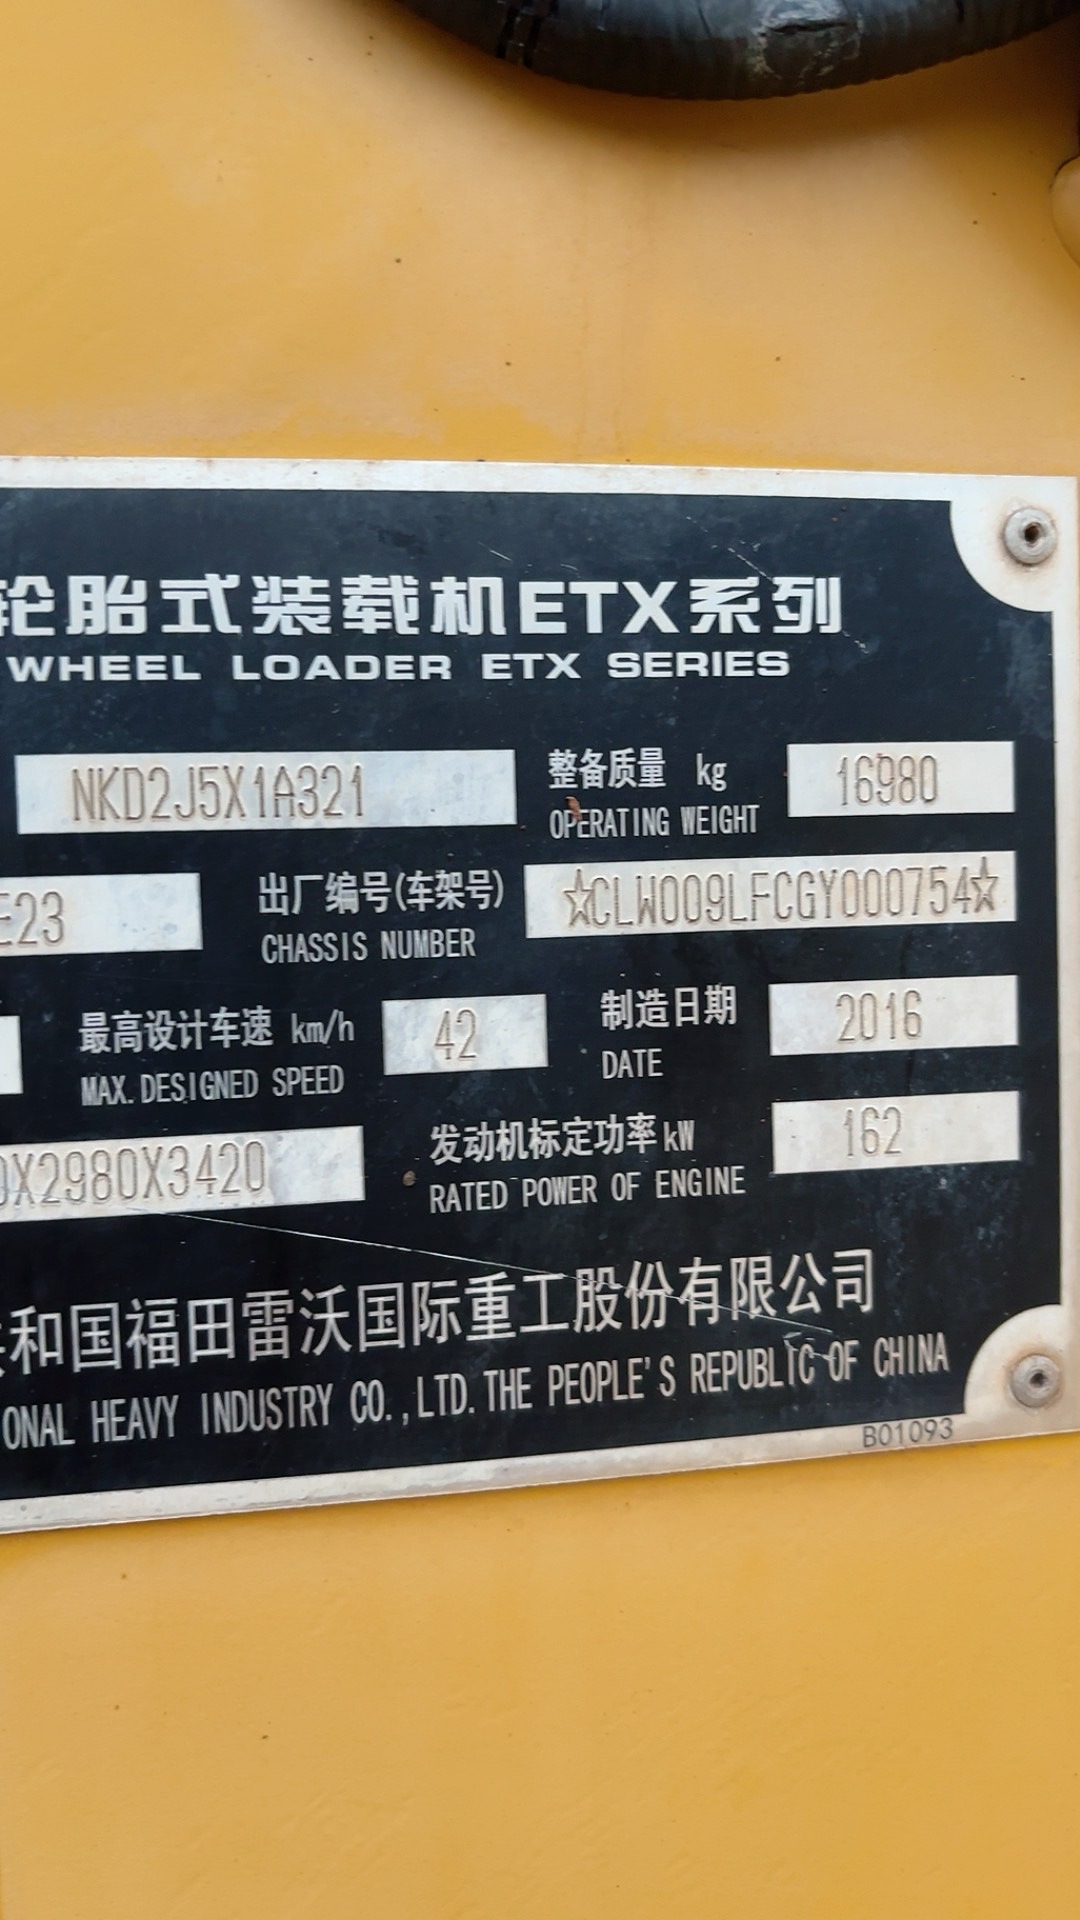 轮胎式装载机ETX系列
WHEEL LOADER ETX SERIES
NKD2J5X1A321 整备质量 kg 16980
OPERATING WEIGHT
E23 出厂编号(车架号) ☆CLW009LFCGY000754☆
CHASSIS NUMBER
最高设计车速 km/h 42 制造日期 2016
MAX. DESIGNED SPEED DATE
0X2980X3420 发动机标定功率kW 162
RATED POWER OF ENGINE
和国福田雷沃国际重工股份有限公司
ONAL HEAVY INDUSTRY CO.,LTD. THE PEOPLE'S REPUBLIC OF CHINA
B01093